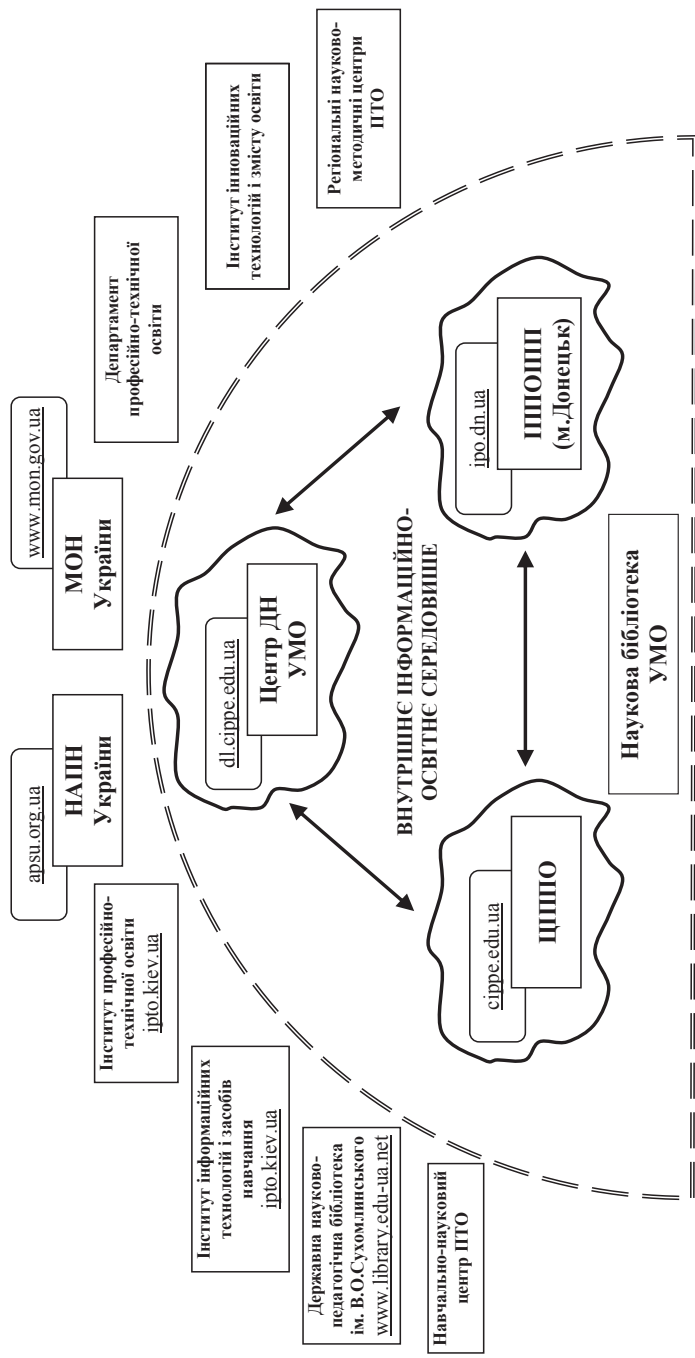 apsu.org.ua
НАПН
України
www.mon.gov.ua
МОН
України
Інститут професійно-
технічної освіти
ipto.kiev.ua
Департамент
професійно-технічної
освіти
Інститут інформаційних
технологій і засобів
навчання
ipto.kiev.ua
Інститут інноваційних
технологій і змісту освіти
Державна науково-
педагогічна бібліотека
ім. В.О.Сухомлинського
www.library.edu-ua.net
Регіональні науково-
методичні центри
ПТО
Навчально-науковий
центр ПТО
dl.cippe.edu.ua
Центр ДН
УМО
ВНУТРІШНЄ ІНФОРМАЦІЙНО-
ОСВІТНЄ СЕРЕДОВИЩЕ
cippe.edu.ua
ЦІППО
ipo.dn.ua
ІПІПОІПП
(м.Донецьк)
Наукова бібліотека
УМО